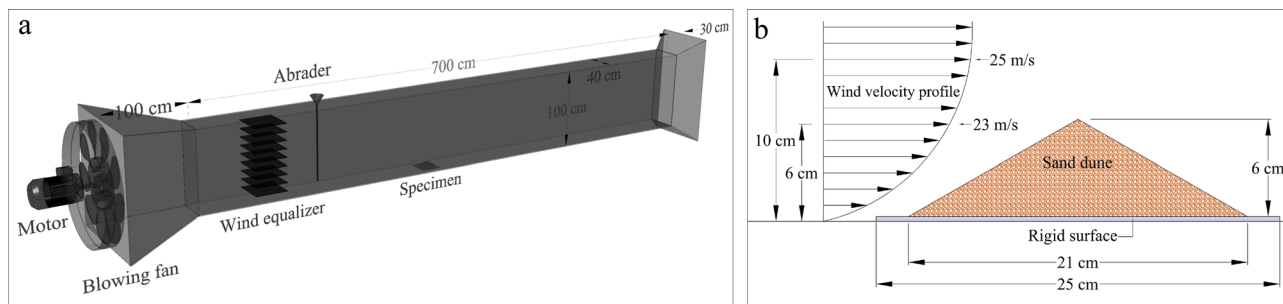 a
30 cm
Abrader
700 cm
40 cm
100 cm
100 cm
Motor
Wind equalizer
Specimen
Blowing fan
b
25 m/s
Wind velocity profile
10 cm
23 m/s
6 cm
Sand dune
6 cm
Rigid surface
21 cm
25 cm